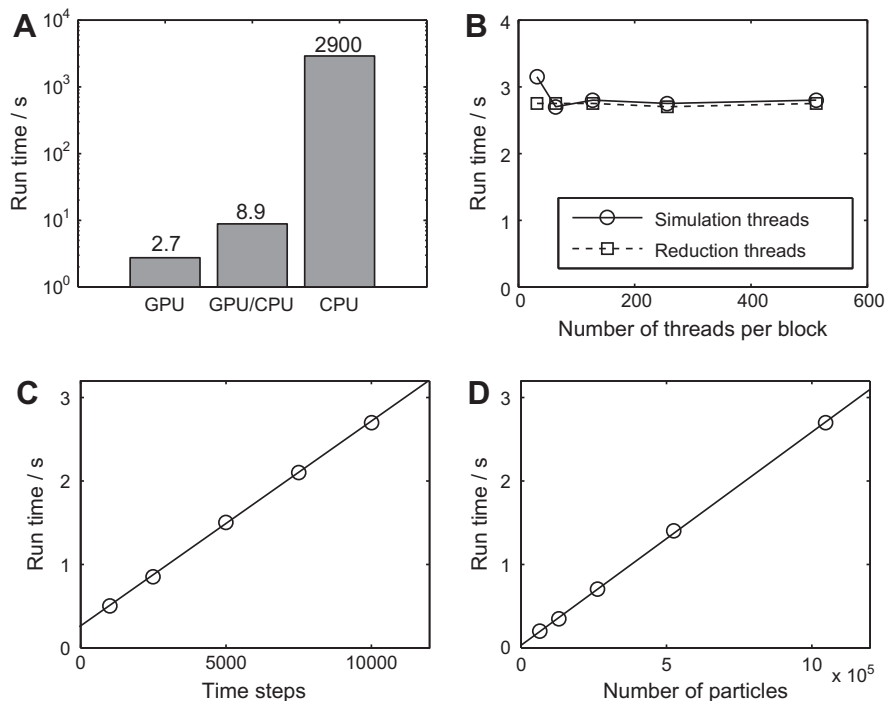 A
Run time / s
10^4
10^3
10^2
10^1
10^0
2.7
8.9
2900
GPU
GPU/CPU
CPU
B
Run time / s
4
3
2
1
0
Simulation threads
Reduction threads
0
200
400
600
Number of threads per block
C
Run time / s
3
2
1
0
0
5000
10000
Time steps
D
Run time / s
3
2
1
0
0
5
10
x 10^5
Number of particles